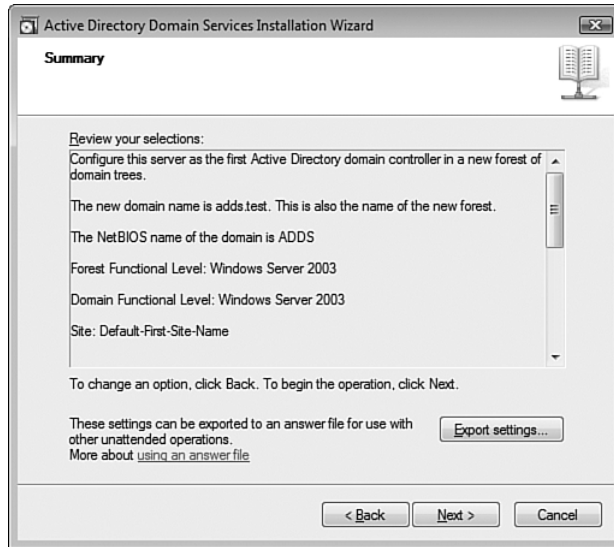 Active Directory Domain Services Installation Wizard
Summary
Review your selections:
Configure this server as the first Active Directory domain controller in a new forest of
domain trees.
The new domain name is adds.test. This is also the name of the new forest.
The NetBIOS name of the domain is ADDS
Forest Functional Level: Windows Server 2003
Domain Functional Level: Windows Server 2003
Site: Default-First-Site-Name
To change an option, click Back. To begin the operation, click Next.
These settings can be exported to an answer file for use with
other unattended operations.
More about using an answer file
Export settings...
< Back
Next >
Cancel